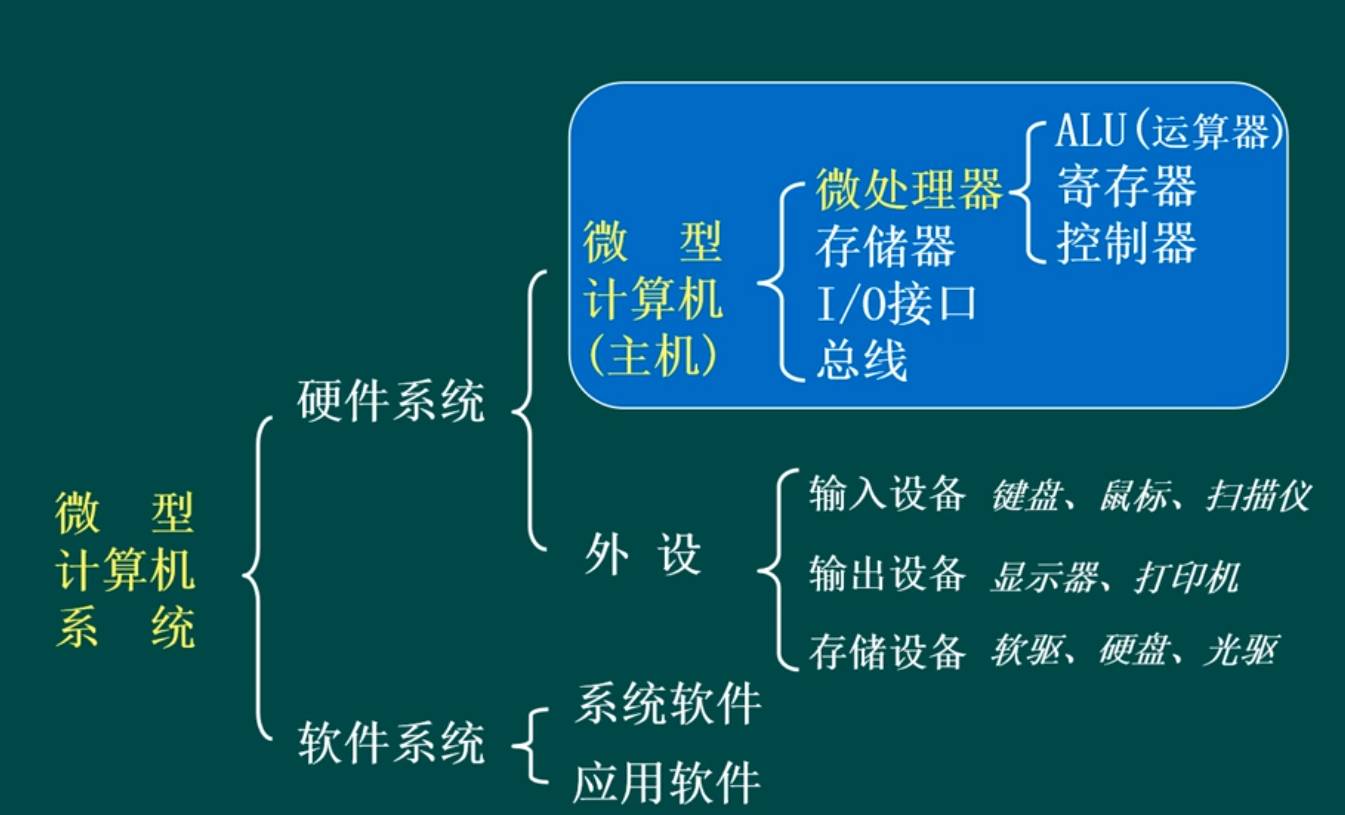 ALU(运算器)
微处理器
寄存器
微 型
存储器
控制器
计算机
I/O接口
(主机)
总线
硬件系统
输入设备 键盘、鼠标、扫描仪
微 型
外 设
计算机
输出设备 显示器、打印机
系 统
存储设备 软驱、硬盘、光驱
系统软件
软件系统
应用软件